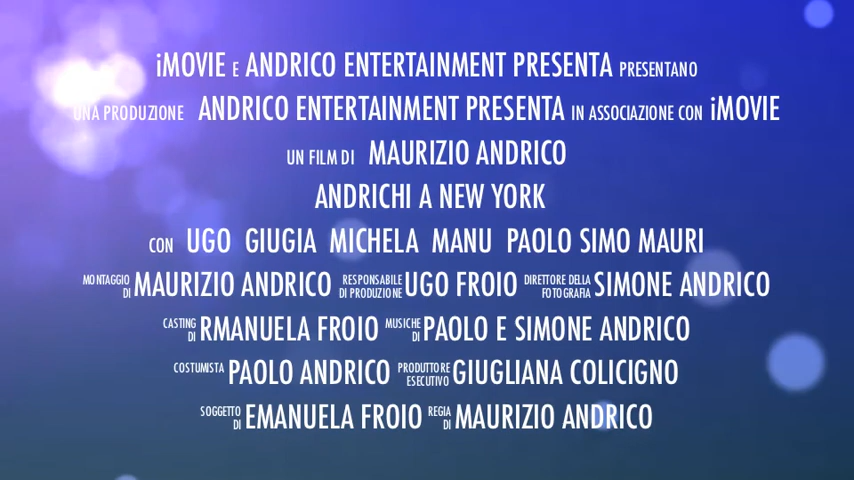 iMOVIE E ANDRICO ENTERTAINMENT PRESENTA PRESENTANO
UNA PRODUZIONE ANDRICO ENTERTAINMENT PRESENTA IN ASSOCIAZIONE CON iMOVIE
UN FILM DI MAURIZIO ANDRICO
ANDRICHI A NEW YORK
CON UGO GIUGIA MICHELA MANU PAOLO SIMO MAURI
MONTAGGIO DI MAURIZIO ANDRICO RESPONSABILE DI PRODUZIONE UGO FROIO DIRETTORE DELLA FOTOGRAFIA SIMONE ANDRICO
CASTING DI RMANUELA FROIO MUSICHE DI PAOLO E SIMONE ANDRICO
COSTUMISTA PAOLO ANDRICO PRODUTTORE ESECUTIVO GIUGLIANA COLICIGNO
SOGGETTO DI EMANUELA FROIO REGIA DI MAURIZIO ANDRICO